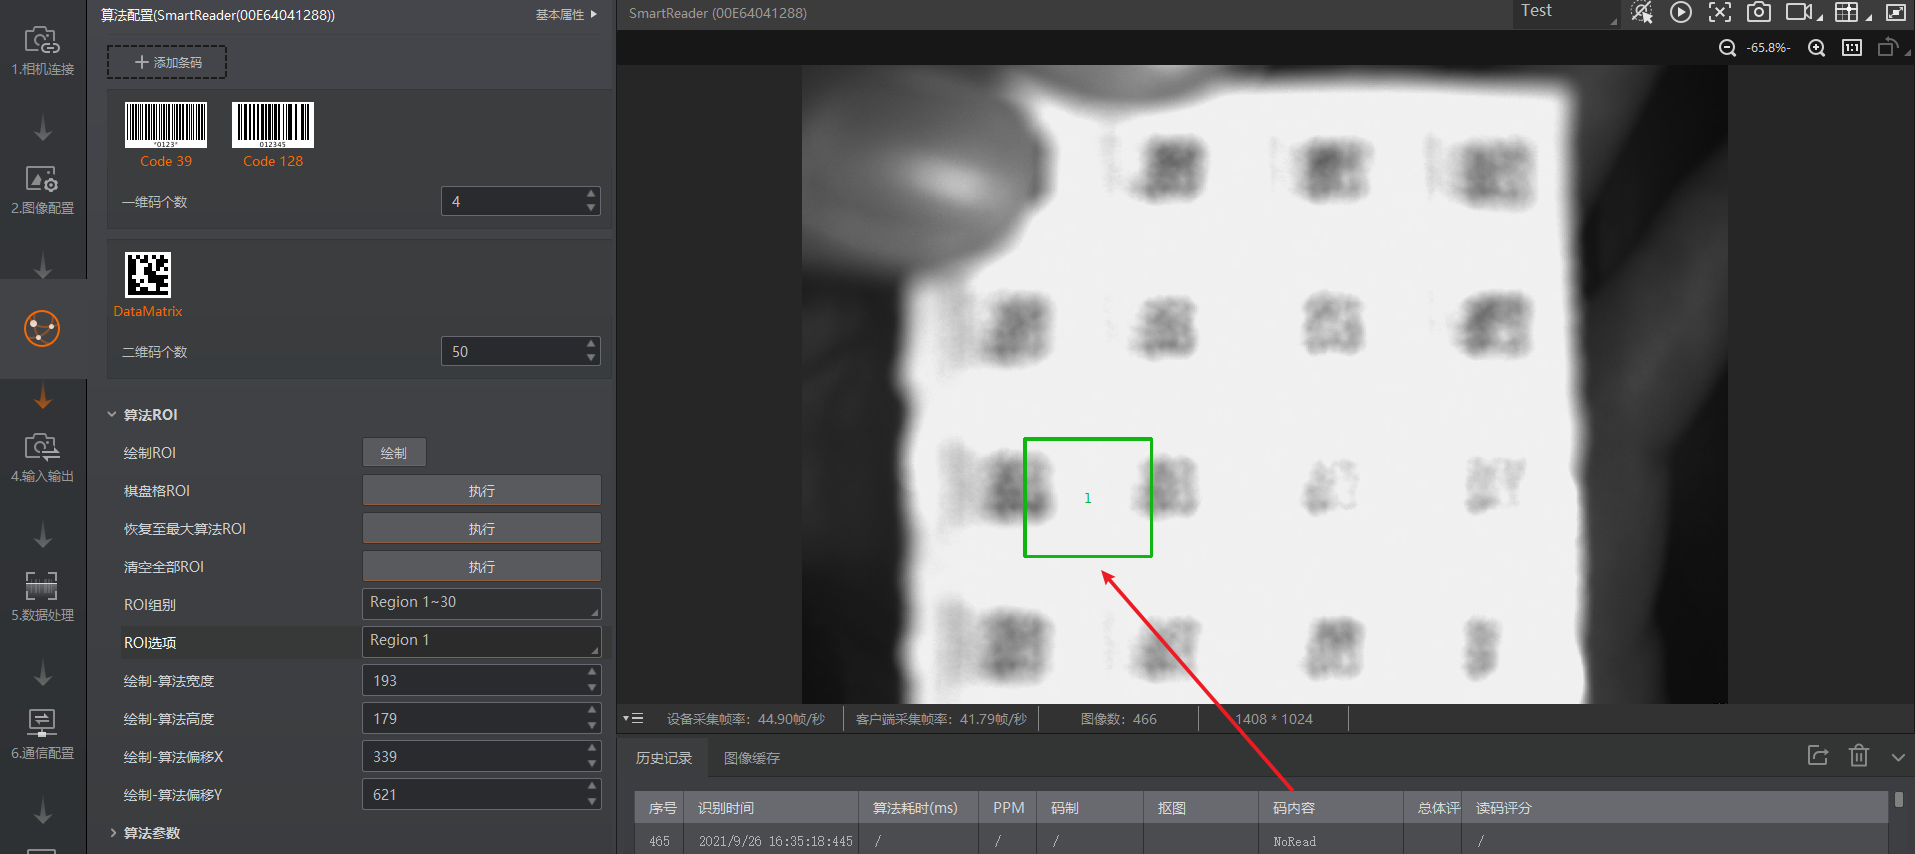 算法配置(SmartReader(00E64041288))
基本属性
1.相机连接
2.图像配置
4.输入输出
5.数据处理
6.通信配置
添加条码
*0123*
Code 39
012345
Code 128
一维码个数
4
DataMatrix
二维码个数
50
算法ROI
绘制ROI
绘制
棋盘格ROI
执行
恢复至最大算法ROI
执行
清空全部ROI
执行
ROI组别
Region 1~30
ROI选项
Region 1
绘制-算法宽度
193
绘制-算法高度
179
绘制-算法偏移X
339
绘制-算法偏移Y
621
算法参数
SmartReader (00E64041288)
Test
-65.8%-
1:1
1
设备采集帧率：44.90帧/秒
客户端采集帧率：41.79帧/秒
图像数：466
1408 * 1024
历史记录
图像缓存
序号 识别时间 算法耗时(ms) PPM 码制 抠图 码内容 总体评 读码评分
465 2021/9/26 16:35:18:445 / / / NoRead /